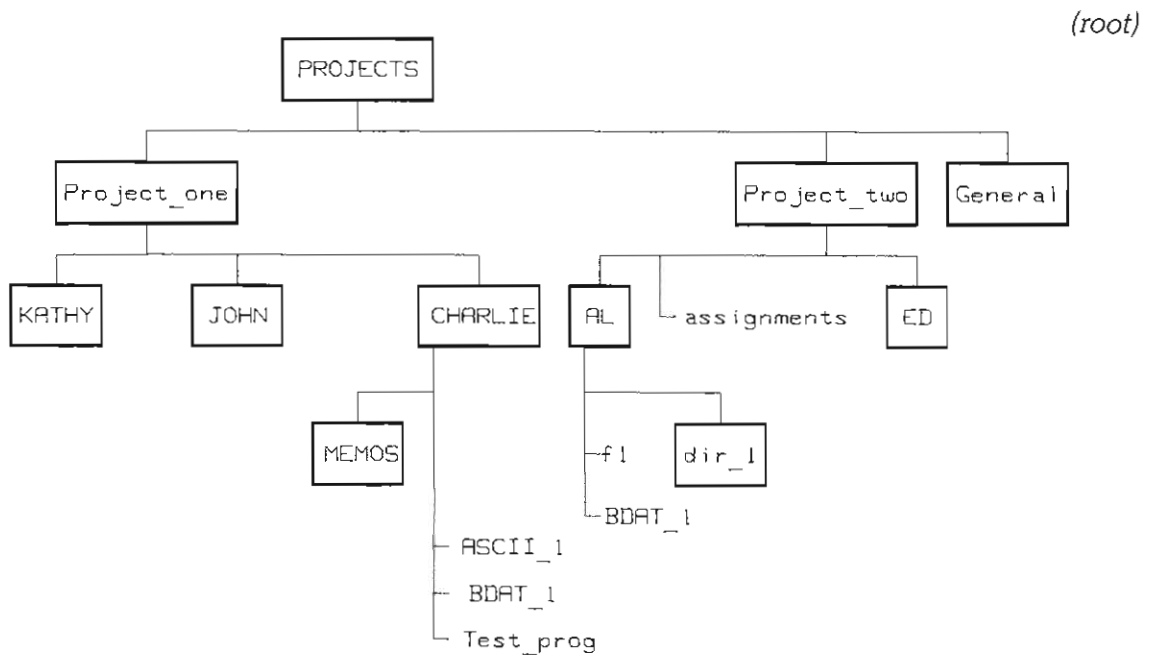 (root)
PROJECTS
Project_one
Project_two
General
KATHY
JOHN
CHARLIE
AL
assignments
ED
MEMOS
f1
dir_1
BDAT_1
ASCII_1
BDAT_1
Test_prog